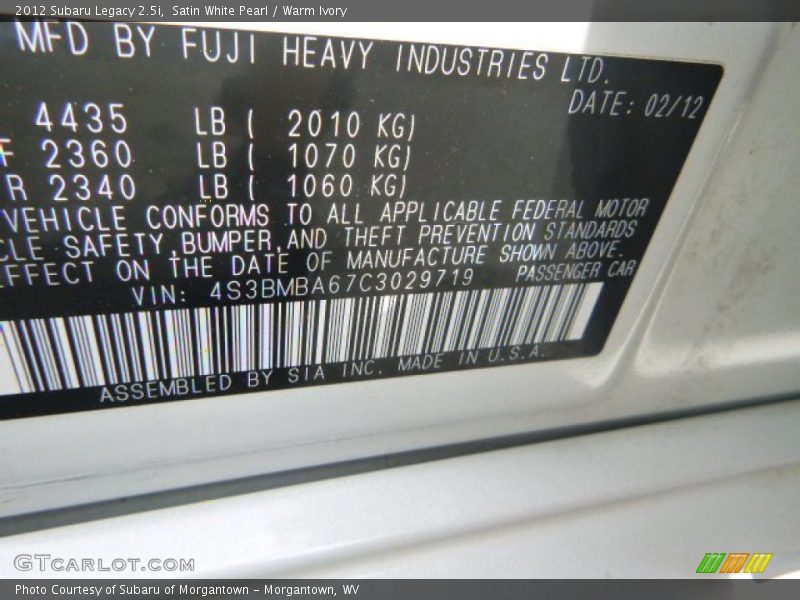 2012 Subaru Legacy 2.5i, Satin White Pearl / Warm Ivory
MFD BY FUJI HEAVY INDUSTRIES LTD.
DATE: 02/12
4435 LB ( 2010 KG)
F 2360 LB ( 1070 KG)
R 2340 LB ( 1060 KG)
VEHICLE CONFORMS TO ALL APPLICABLE FEDERAL MOTOR
CLE SAFETY BUMPER, AND THEFT PREVENTION STANDARDS
EFFECT ON THE DATE OF MANUFACTURE SHOWN ABOVE.
VIN: 4S3BMBA67C3029719 PASSENGER CAR
ASSEMBLED BY SIA INC. MADE IN U.S.A.
GTCARLOT.COM
Photo Courtesy of Subaru of Morgantown - Morgantown, WV